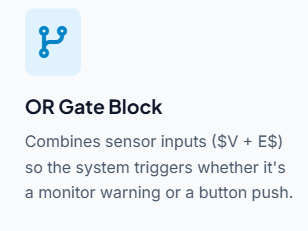 OR Gate Block
Combines sensor inputs ($V + E$)
so the system triggers whether it's
a monitor warning or a button push.